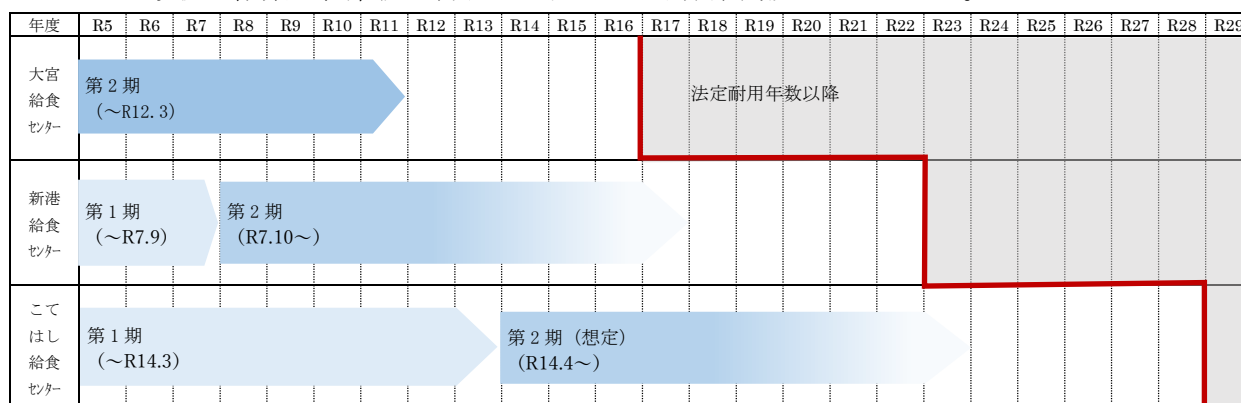 年度 R5 R6 R7 R8 R9 R10 R11 R12 R13 R14 R15 R16 R17 R18 R19 R20 R21 R22 R23 R24 R25 R26 R27 R28 R29
大宮
給食
ｾﾝﾀｰ
第２期
（～R12.3）
法定耐用年数以降
新港
給食
ｾﾝﾀｰ
第１期
（～R7.9）
第２期
（R7.10～）
こて
はし
給食
ｾﾝﾀｰ
第１期
（～R14.3）
第２期（想定）
（R14.4～）